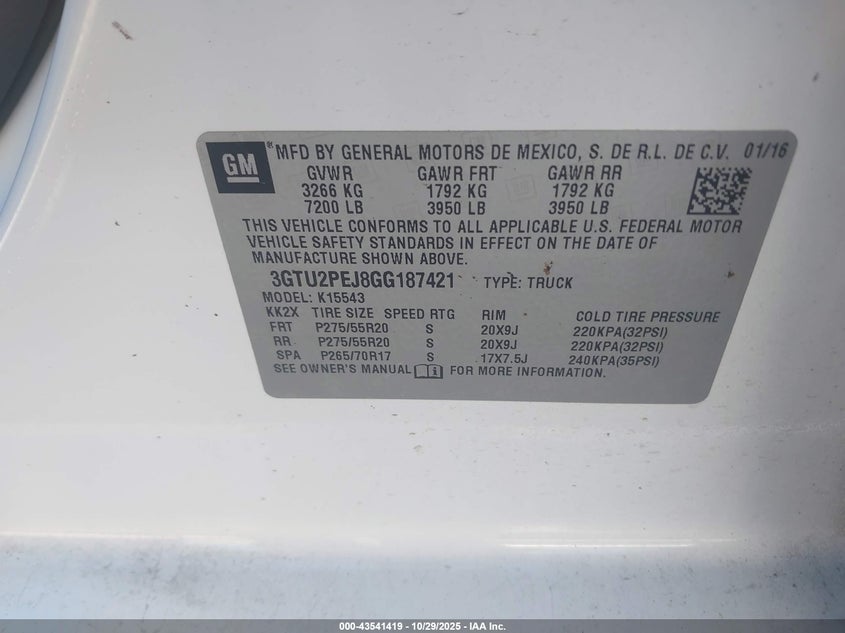 GM ® MFD BY GENERAL MOTORS DE MEXICO, S. DE R.L. DE C.V. 01/16
GVWR GAWR FRT GAWR RR
3266 KG 1792 KG 1792 KG
7200 LB 3950 LB 3950 LB
THIS VEHICLE CONFORMS TO ALL APPLICABLE U.S. FEDERAL MOTOR
VEHICLE SAFETY STANDARDS IN EFFECT ON THE DATE OF
MANUFACTURE SHOWN ABOVE.
3GTU2PEJ8GG187421 TYPE: TRUCK
MODEL: K15543
KK2X TIRE SIZE SPEED RTG RIM COLD TIRE PRESSURE
FRT P275/55R20 S 20X9J 220KPA(32PSI)
RR P275/55R20 S 20X9J 220KPA(32PSI)
SPA P265/70R17 S 17X7.5J 240KPA(35PSI)
SEE OWNER'S MANUAL FOR MORE INFORMATION.
000-43541419 - 10/29/2025 - IAA Inc.